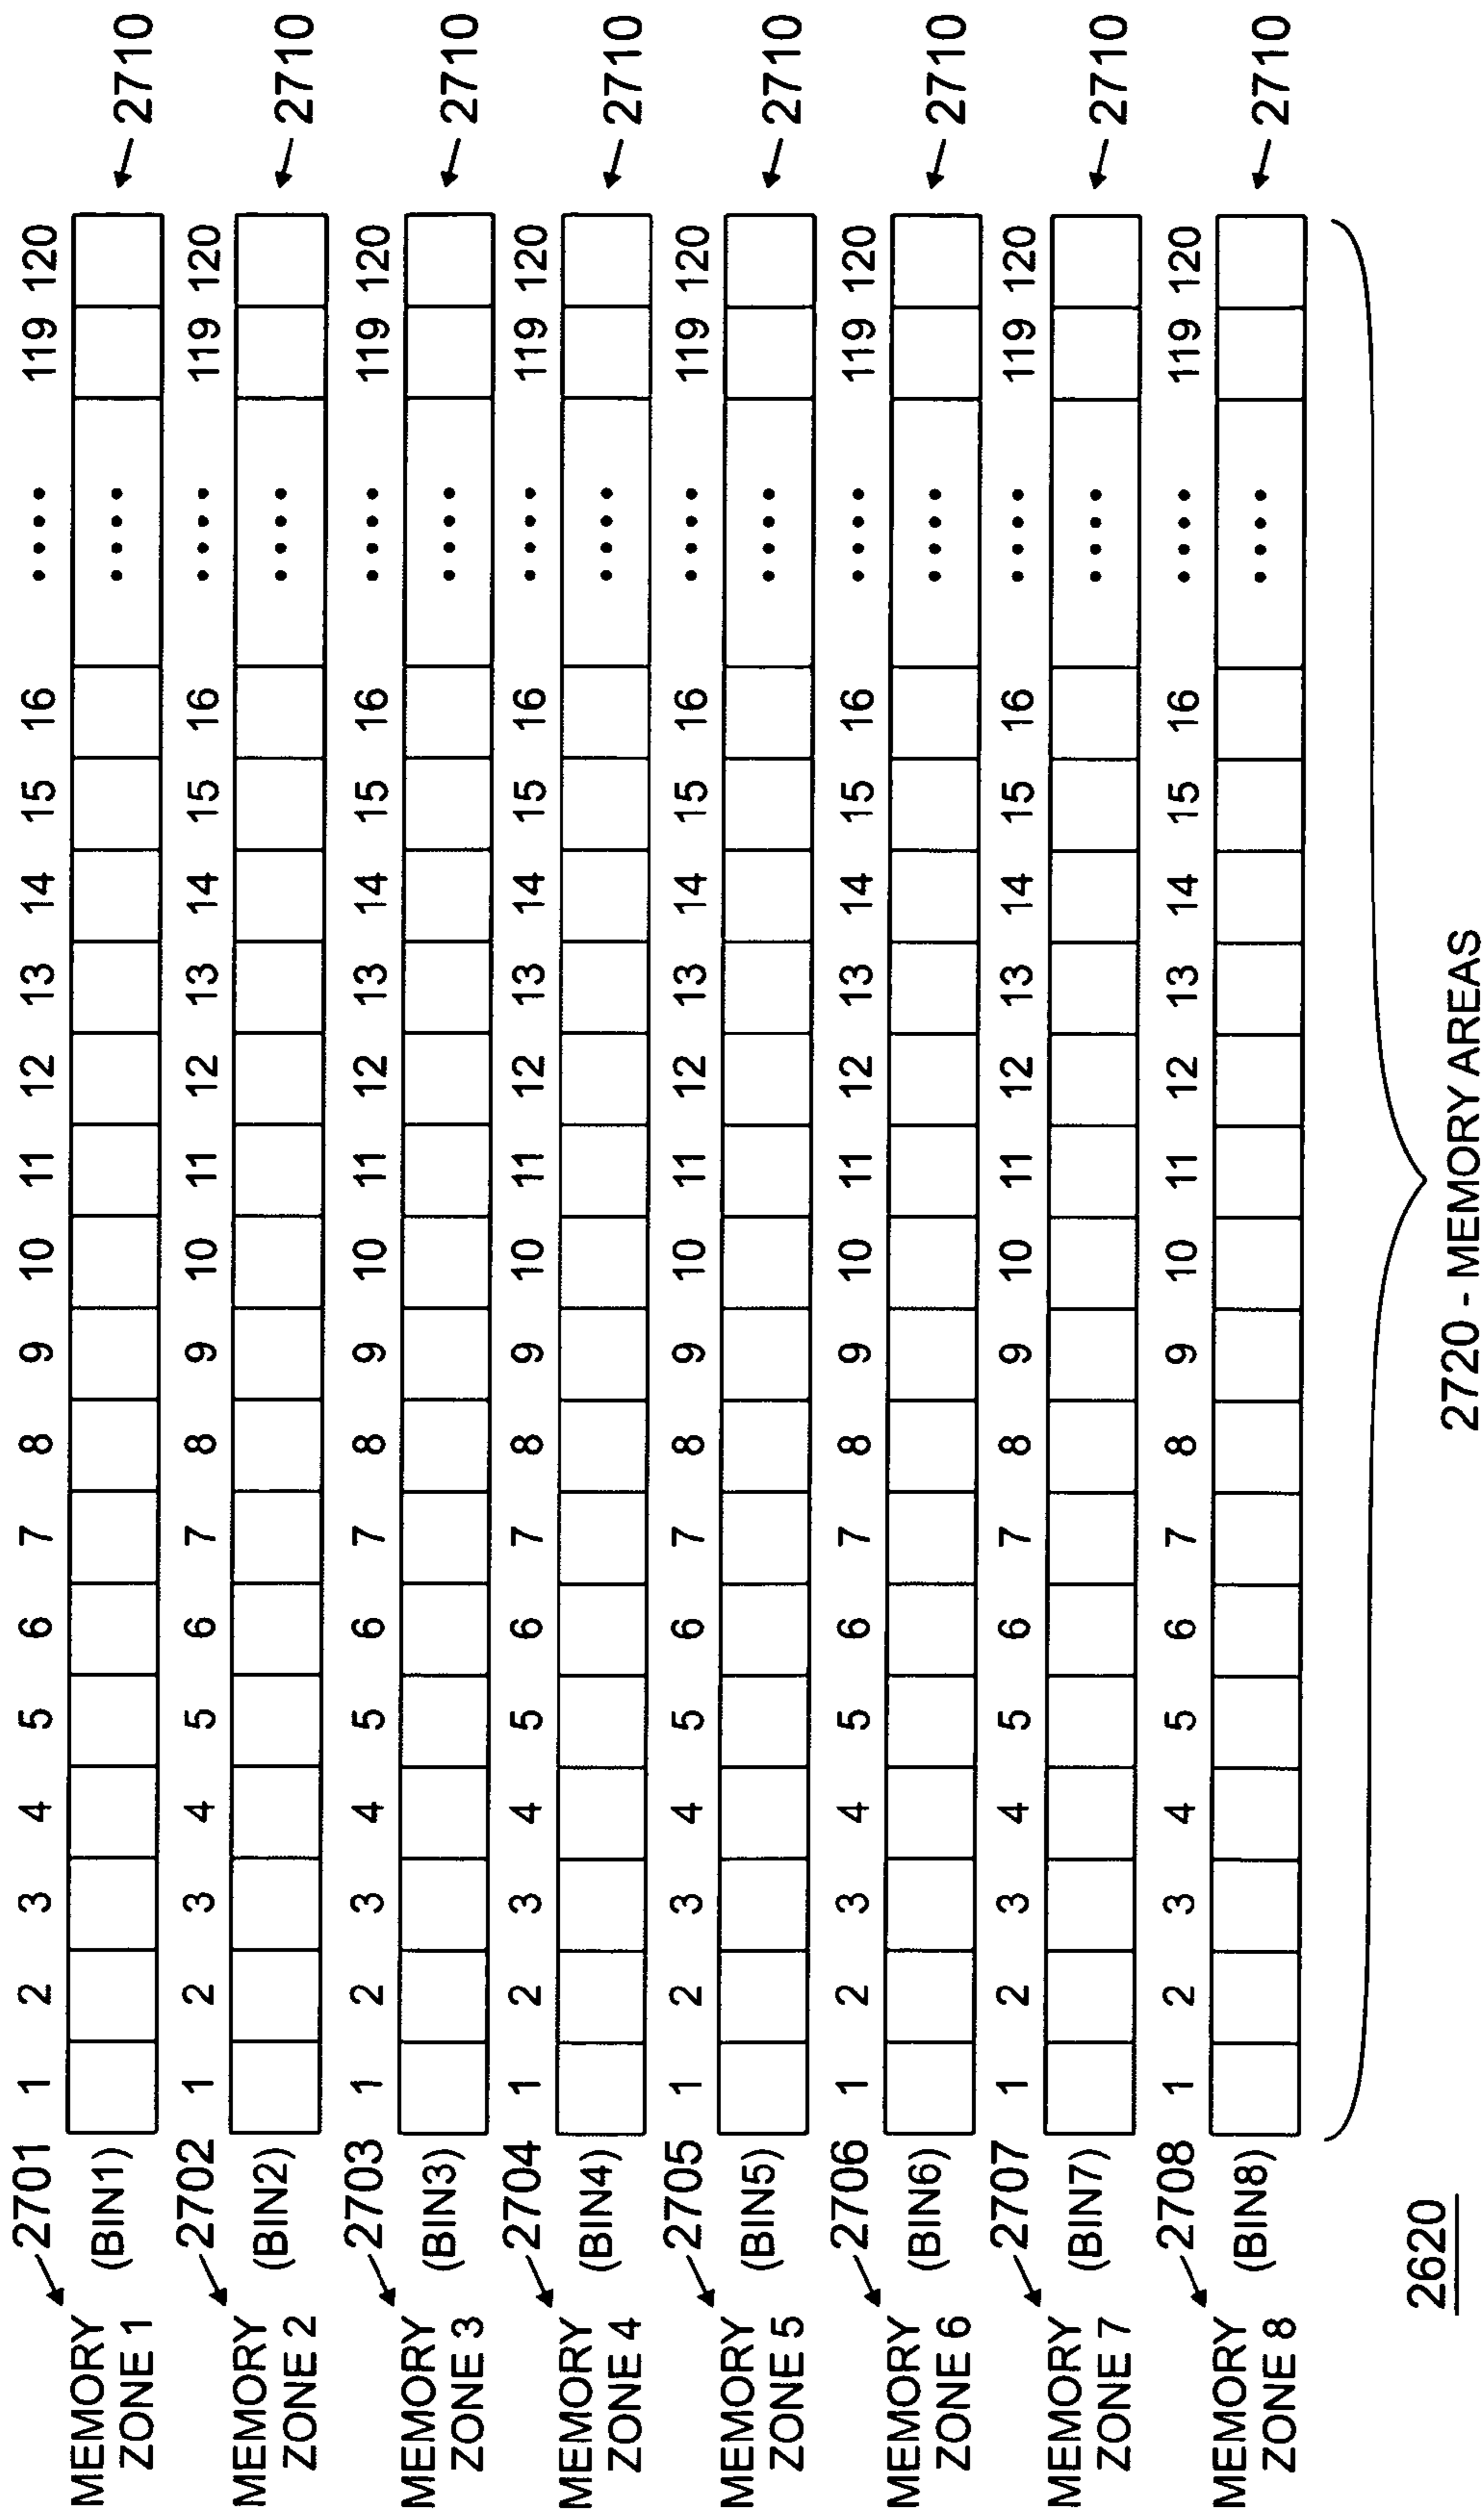 2701 1 2 3 4 5 6 7 8 9 10 11 12 13 14 15 16 •••• 119 120
MEMORY ZONE 1 (BIN1) •••• 2710
2702 1 2 3 4 5 6 7 8 9 10 11 12 13 14 15 16 •••• 119 120
MEMORY ZONE 2 (BIN2) •••• 2710
2703 1 2 3 4 5 6 7 8 9 10 11 12 13 14 15 16 •••• 119 120
MEMORY ZONE 3 (BIN3) •••• 2710
2704 1 2 3 4 5 6 7 8 9 10 11 12 13 14 15 16 •••• 119 120
MEMORY ZONE 4 (BIN4) •••• 2710
2705 1 2 3 4 5 6 7 8 9 10 11 12 13 14 15 16 •••• 119 120
MEMORY ZONE 5 (BIN5) •••• 2710
2706 1 2 3 4 5 6 7 8 9 10 11 12 13 14 15 16 •••• 119 120
MEMORY ZONE 6 (BIN6) •••• 2710
2707 1 2 3 4 5 6 7 8 9 10 11 12 13 14 15 16 •••• 119 120
MEMORY ZONE 7 (BIN7) •••• 2710
2708 1 2 3 4 5 6 7 8 9 10 11 12 13 14 15 16 •••• 119 120
MEMORY ZONE 8 (BIN8) •••• 2710
2620
2720 - MEMORY AREAS